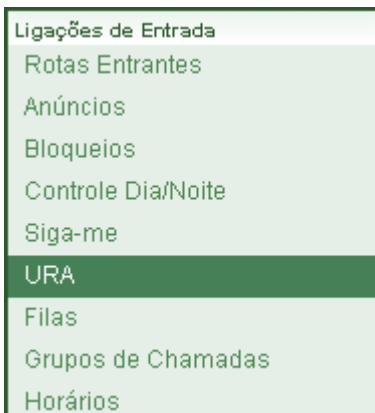 Ligações de Entrada
Rotas Entrantes
Anúncios
Bloqueios
Controle Dia/Noite
Siga-me
URA
Filas
Grupos de Chamadas
Horários